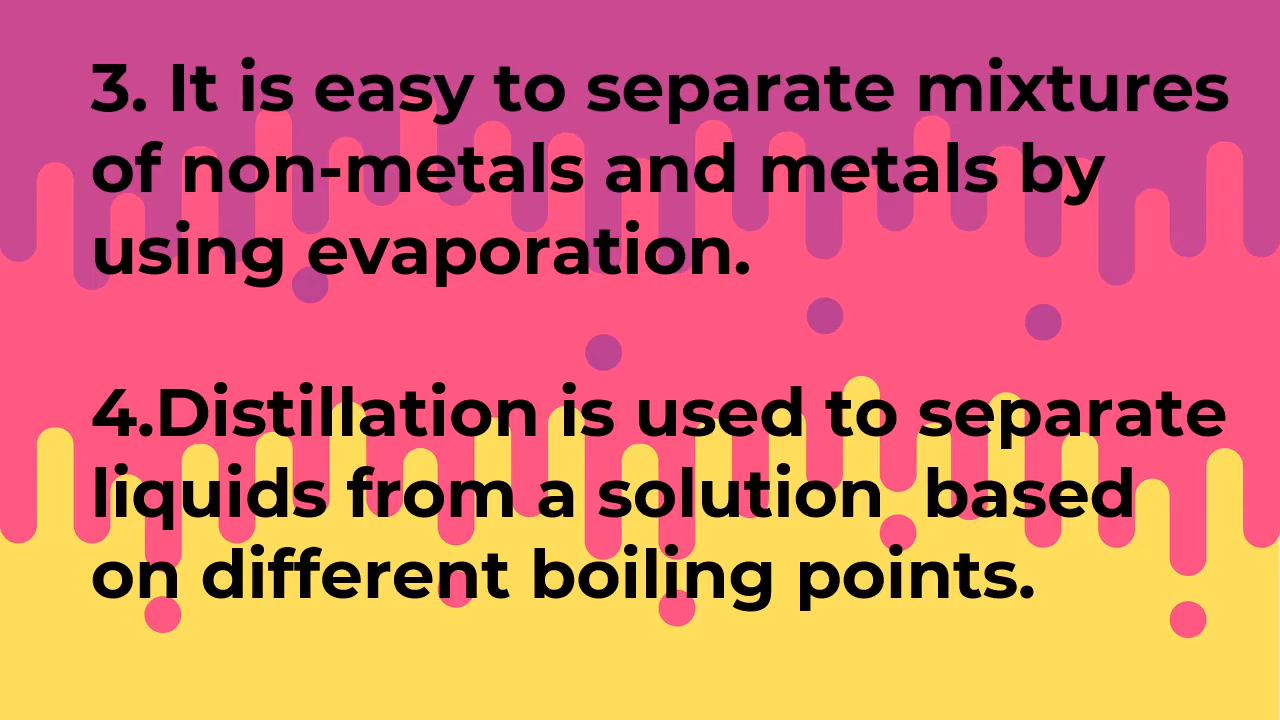 3. It is easy to separate mixtures
of non-metals and metals by
using evaporation.
4.Distillation is used to separate
liquids from a solution  based
on different boiling points.